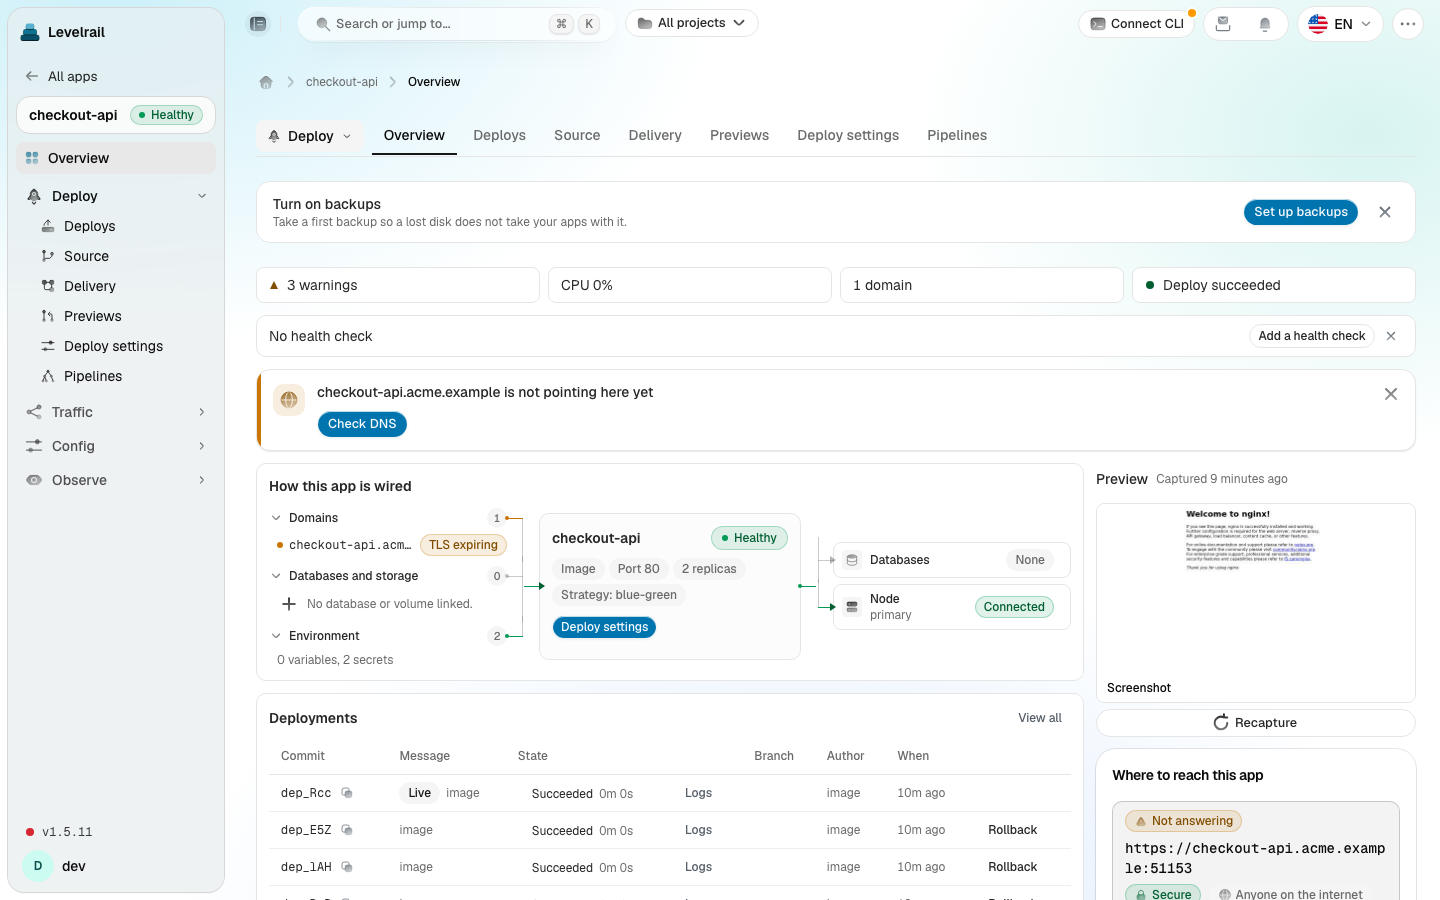 Levelrail
Search or jump to...
⌘
K
All projects
Connect CLI
EN
All apps
checkout-api
Healthy
Overview
Deploy
Deploys
Source
Delivery
Previews
Deploy settings
Pipelines
Traffic
Config
Observe
v1.5.11
D
dev
checkout-api
Overview
Deploy
Overview
Deploys
Source
Delivery
Previews
Deploy settings
Pipelines
Turn on backups
Take a first backup so a lost disk does not take your apps with it.
Set up backups
3 warnings
CPU 0%
1 domain
Deploy succeeded
No health check
Add a health check
checkout-api.acme.example is not pointing here yet
Check DNS
How this app is wired
Domains
1
checkout-api.acm…
TLS expiring
Databases and storage
0
No database or volume linked.
Environment
2
0 variables, 2 secrets
checkout-api
Healthy
Image
Port 80
2 replicas
Strategy: blue-green
Deploy settings
Databases
None
Node
primary
Connected
Preview
Captured 9 minutes ago
Welcome to nginx!
Screenshot
Recapture
Deployments
View all
Commit Message State Branch Author When
dep_Rcc Live image Succeeded 0m 0s Logs image 10m ago
dep_E5Z image Succeeded 0m 0s Logs image 10m ago Rollback
dep_lAH image Succeeded 0m 0s Logs image 10m ago Rollback
Where to reach this app
Not answering
https://checkout-api.acme.examp
le:51153
Secure
Anyone on the internet